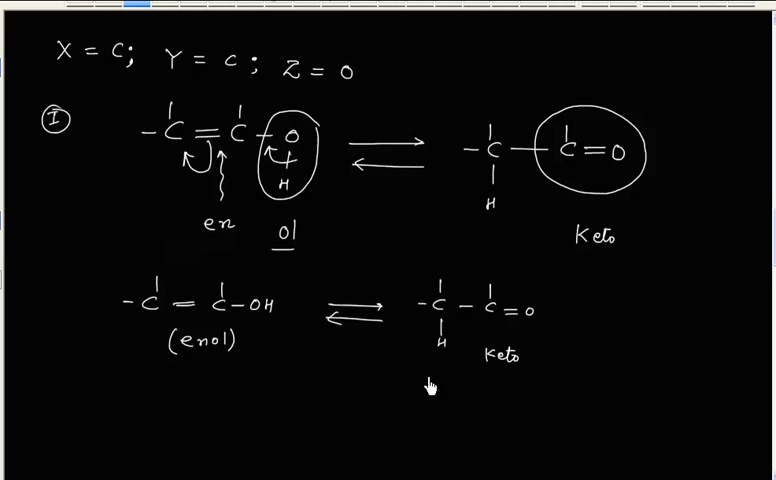 X = C; Y = C; Z = O
I
-C=C-O ⇌ -C-C=O
H H
en ol Keto
-C=C-OH ⇌ -C-C=O
(enol) H Keto